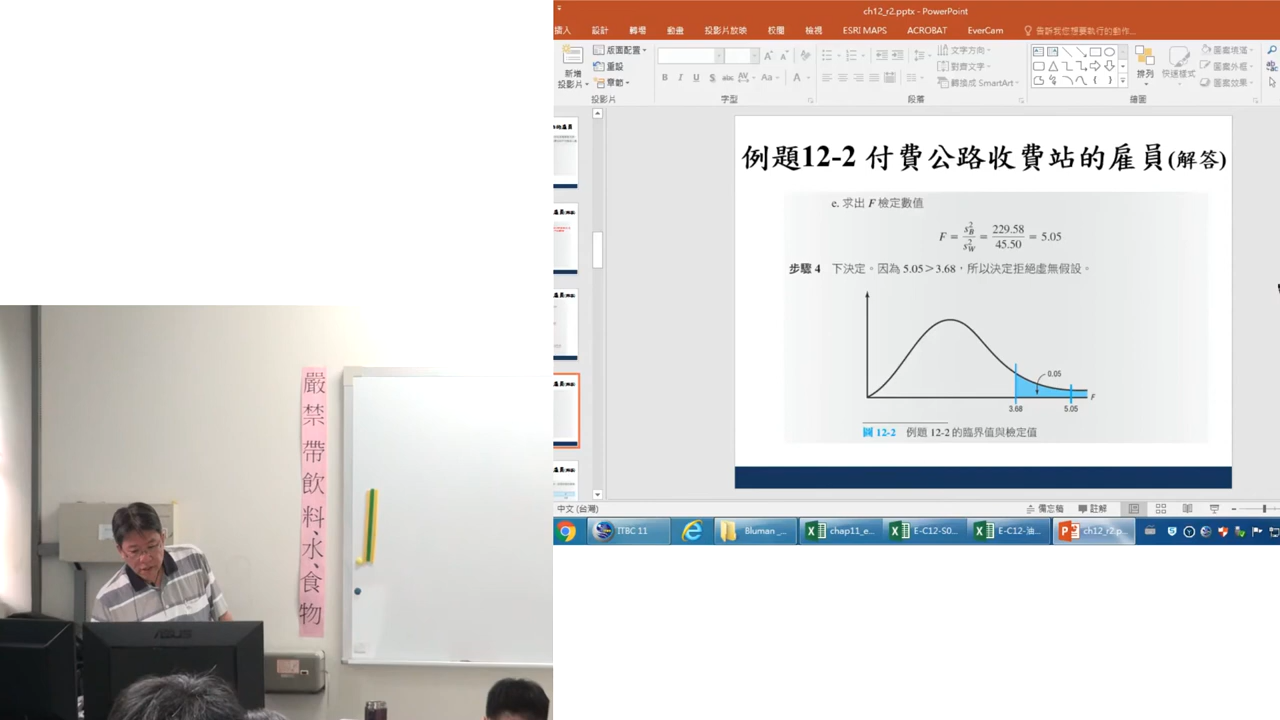 ch12_r2.pptx - PowerPoint
插入 設計 轉場 動畫 投影片放映 校閱 檢視 ESRI MAPS ACROBAT EverCam 告訴我您想要執行的動作...
新增
投影片
版面配置
重設
章節
B I U S abc AV Aa A
文字方向
對齊文字
轉換成 SmartArt
排列
快速樣式
圖案填滿
圖案外框
圖案效果
投影片 字型 段落 繪圖
例題12-2 付費公路收費站的雇員(解答)
e. 求出 F 檢定數值
F = s²B / s²W = 229.58 / 45.50 = 5.05
步驟 4 下決定。因為 5.05>3.68,所以決定拒絕虛無假設。
0.05
F
3.68 5.05
圖 12-2 例題 12-2 的臨界值與檢定值
中文 (台灣) 備忘稿 註解
ITBC 11 Bluman _... chap11_e... E-C12-S0... E-C12-油... ch12_r2.p...
嚴禁帶飲料、水、食物
ASUS